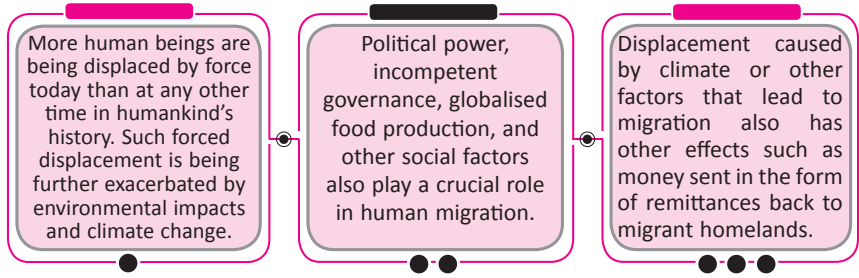 More human beings are
being displaced by force
today than at any other
time in humankind's
history. Such forced
displacement is being
further exacerbated by
environmental impacts
and climate change.
Political power,
incompetent
governance, globalised
food production, and
other social factors
also play a crucial role
in human migration.
Displacement caused
by climate or other
factors that lead to
migration also has
other effects such as
money sent in the form
of remittances back to
migrant homelands.